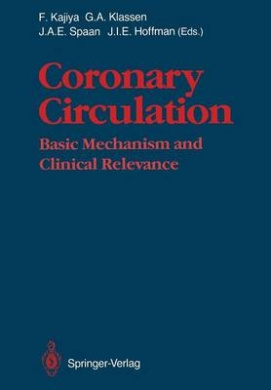 F. Kajiya G.A. Klassen
J.A.E. Spaan J.I.E. Hoffman (Eds.)
Coronary
Circulation
Basic Mechanism and
Clinical Relevance
Springer-Verlag